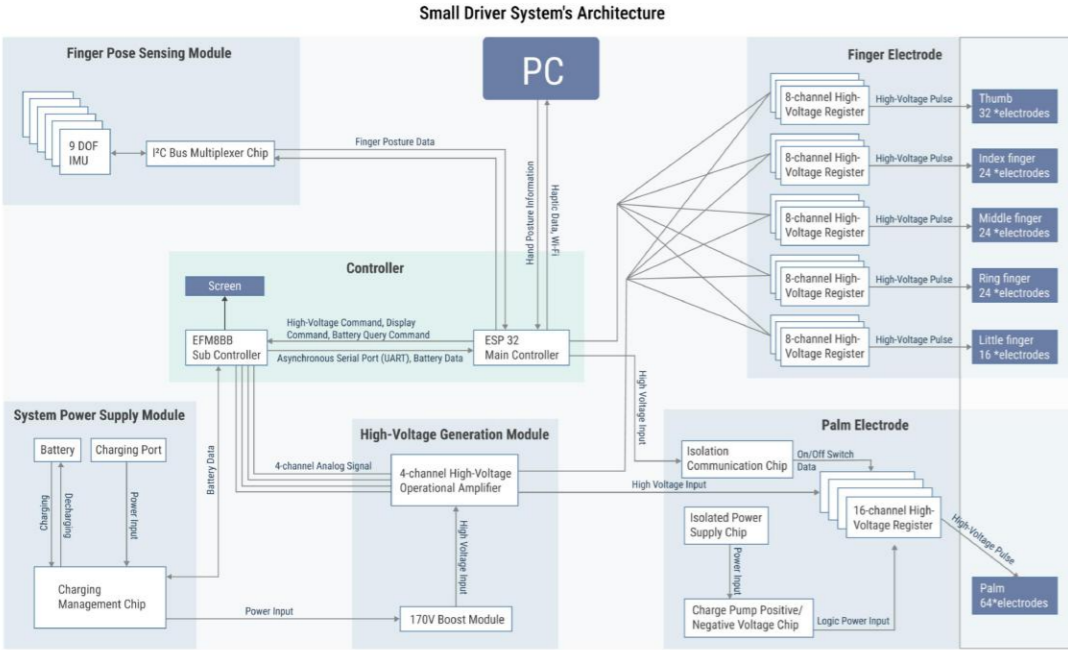 Small Driver System's Architecture
Finger Pose Sensing Module
9 DOF
IMU
I²C Bus Multiplexer Chip
Finger Posture Data
PC
Hand Posture Information
Haptic Data, Wi-Fi
Finger Electrode
8-channel High-
Voltage Register
High-Voltage Pulse
Thumb
32 *electrodes
8-channel High-
Voltage Register
High-Voltage Pulse
Index finger
24 *electrodes
8-channel High-
Voltage Register
High-Voltage Pulse
Middle finger
24 *electrodes
8-channel High-
Voltage Register
High-Voltage Pulse
Ring finger
24 *electrodes
8-channel High-
Voltage Register
High-Voltage Pulse
Little finger
16 *electrodes
Controller
Screen
EFM8BB
Sub Controller
High-Voltage Command, Display
Command, Battery Query Command
Asynchronous Serial Port (UART), Battery Data
ESP 32
Main Controller
High Voltage Input
System Power Supply Module
Battery
Charging Port
Charging
Decharging
Power Input
Battery Data
Charging
Management Chip
Power Input
High-Voltage Generation Module
4-channel Analog Signal
4-channel High-Voltage
Operational Amplifier
High Voltage Input
170V Boost Module
High Voltage Input
Palm Electrode
Isolation
Communication Chip
On/Off Switch
Data
16-channel High-
Voltage Register
Isolated Power
Supply Chip
Power Input
Charge Pump Positive/
Negative Voltage Chip
Logic Power Input
High-Voltage Pulse
Palm
64*electrodes